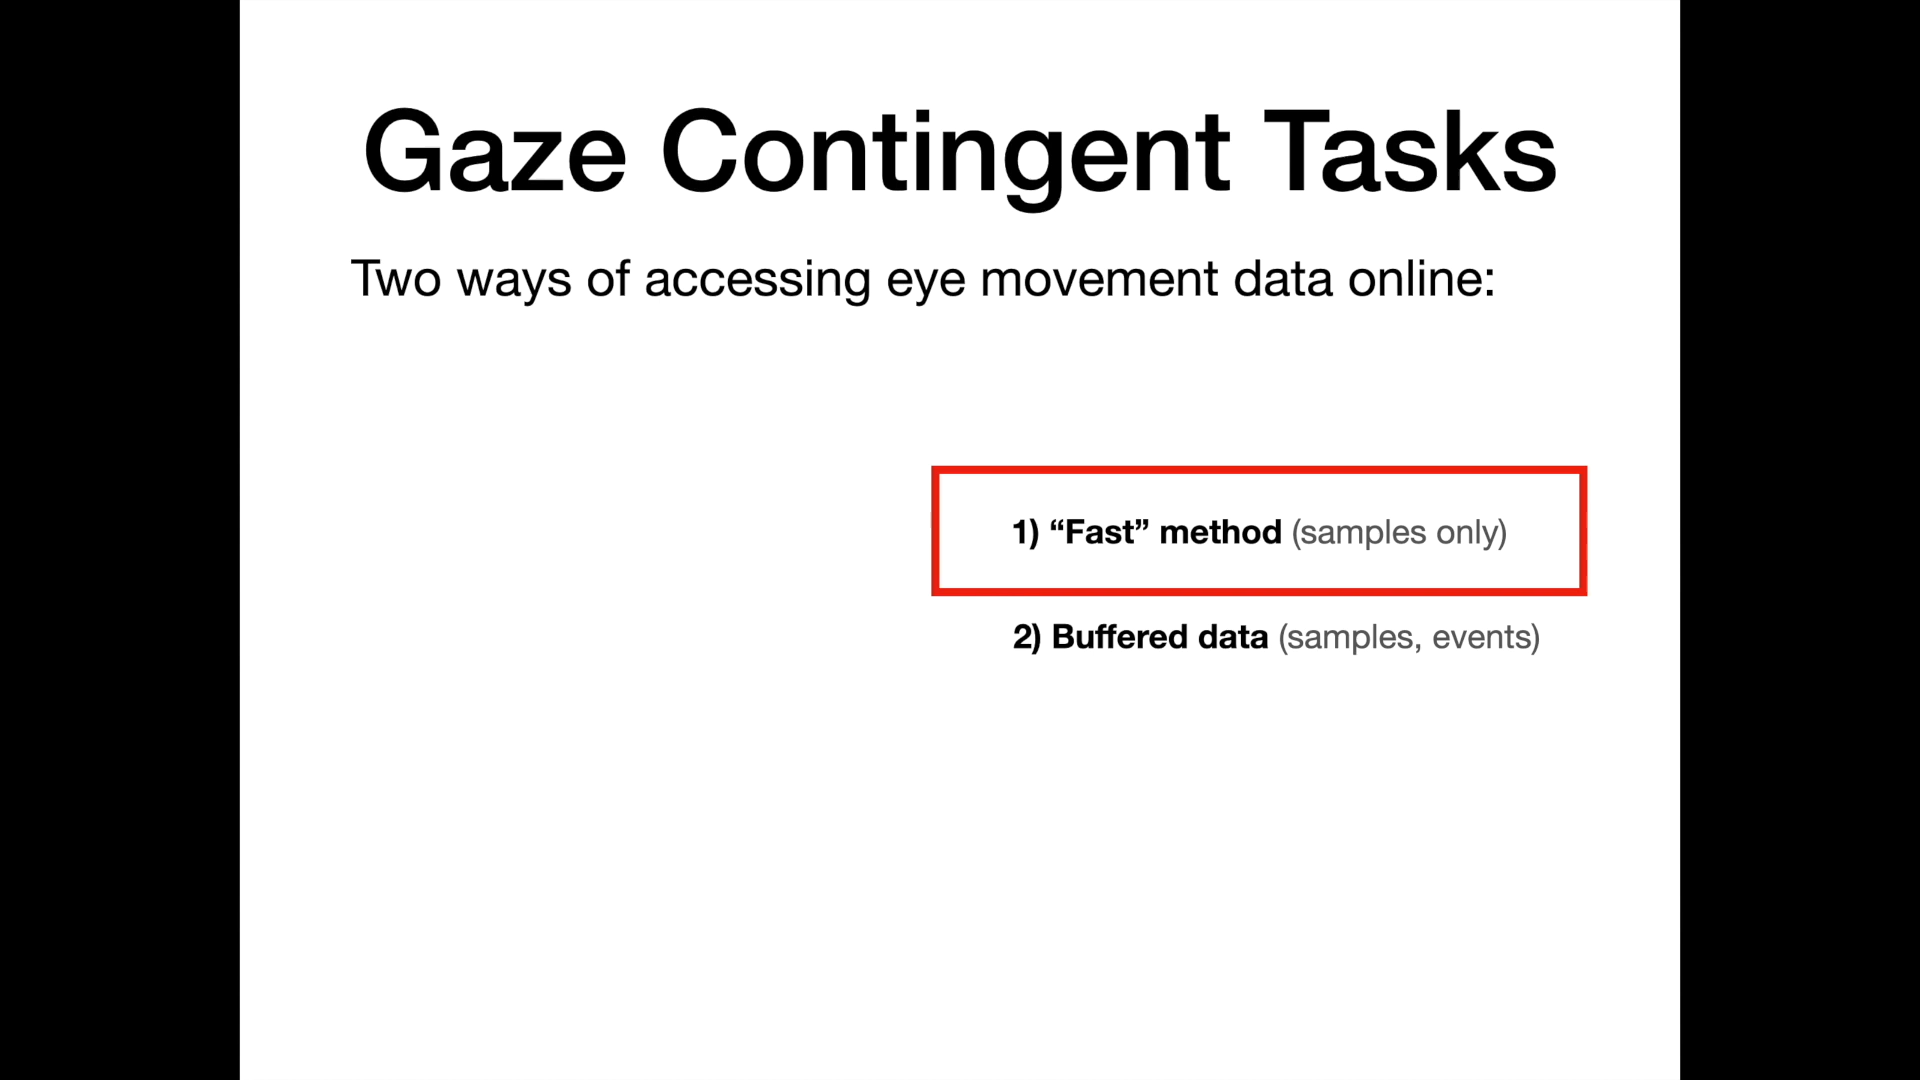 Gaze Contingent Tasks
Two ways of accessing eye movement data online:
1) “Fast” method (samples only)
2) Buffered data (samples, events)